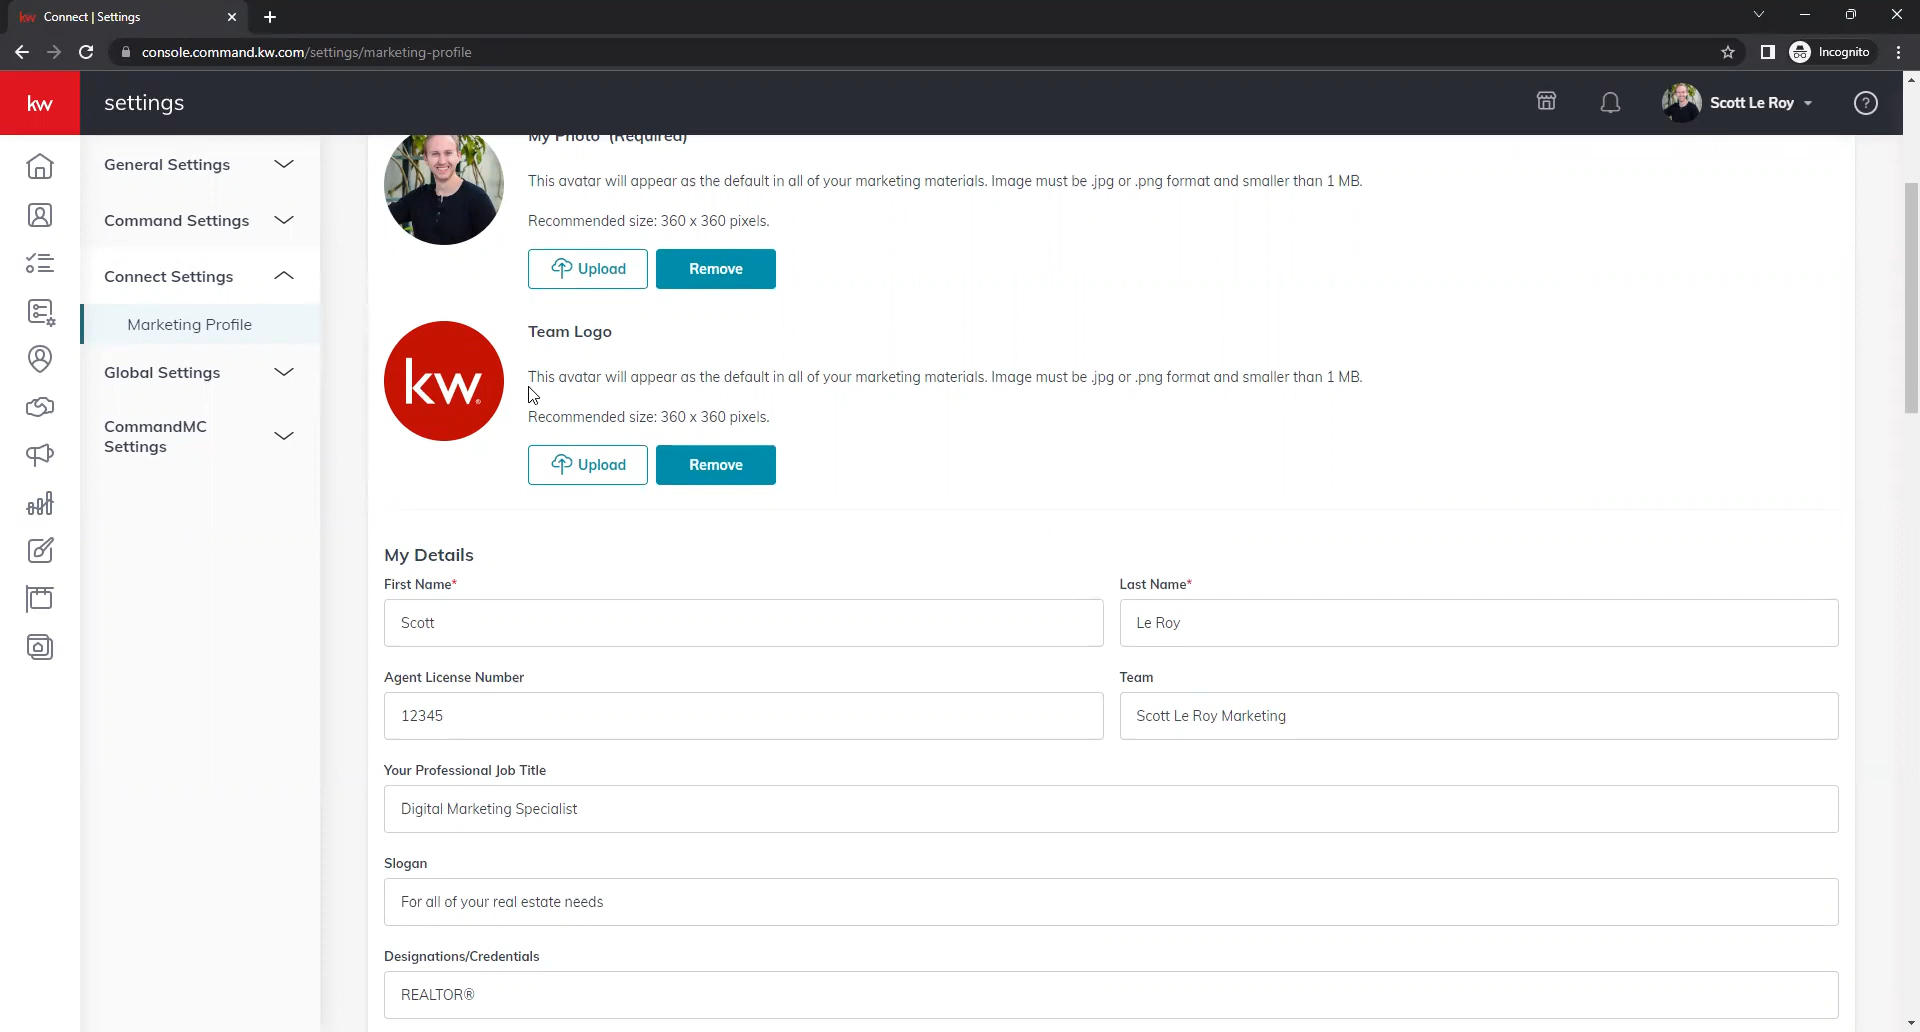 kw Connect | Settings
console.command.kw.com/settings/marketing-profile
Incognito
kw settings Scott Le Roy ?
General Settings
Command Settings
Connect Settings
Marketing Profile
Global Settings
CommandMC
Settings
My Photo (Required)
This avatar will appear as the default in all of your marketing materials. Image must be .jpg or .png format and smaller than 1 MB.
Recommended size: 360 x 360 pixels.
Upload Remove
kw®
Team Logo
This avatar will appear as the default in all of your marketing materials. Image must be .jpg or .png format and smaller than 1 MB.
Recommended size: 360 x 360 pixels.
Upload Remove
My Details
First Name* Last Name*
Scott Le Roy
Agent License Number Team
12345 Scott Le Roy Marketing
Your Professional Job Title
Digital Marketing Specialist
Slogan
For all of your real estate needs
Designations/Credentials
REALTOR®